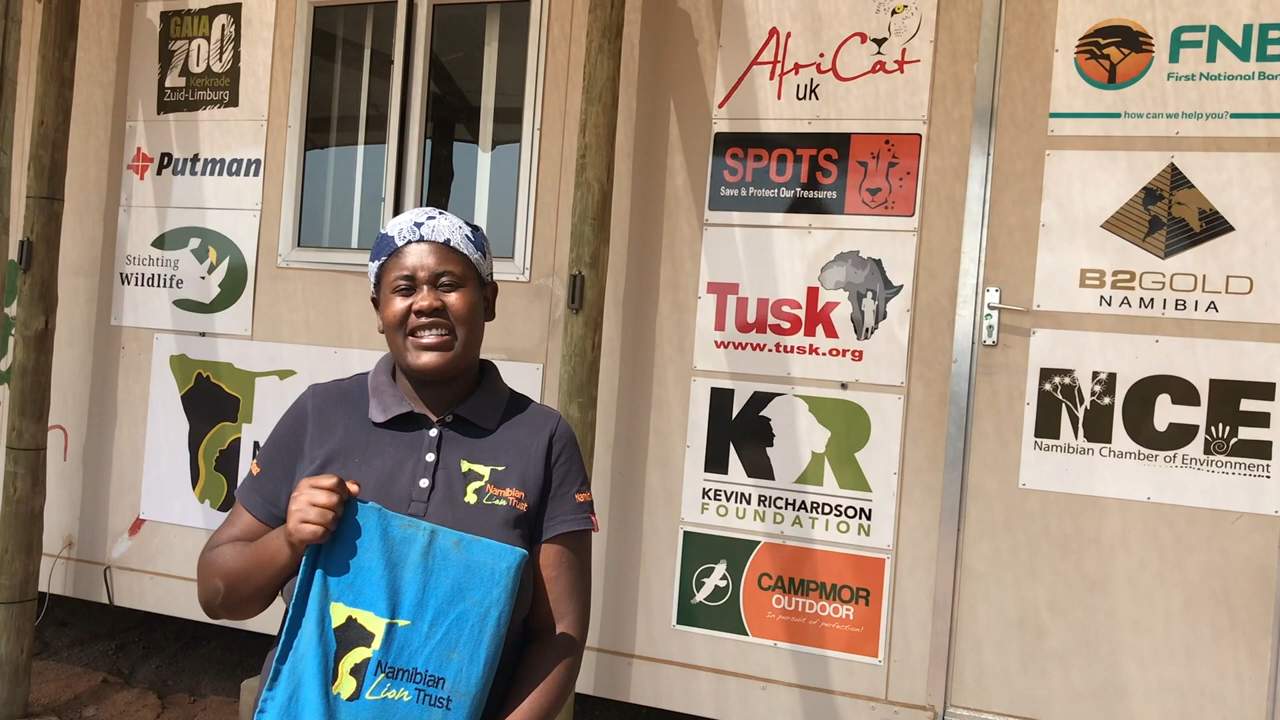 GAIA
ZOO
Kerkrade
Zuid-Limburg
Putman
Stichting
Wildlife
AfriCat
uk
SPOTS
Save & Protect Our Treasures
Tusk
www.tusk.org
KR
KEVIN RICHARDSON
FOUNDATION
CAMPMOR
OUTDOOR
In pursuit of perfection!
FNB
First National Bank
how can we help you?
B2GOLD
NAMIBIA
NCE
Namibian Chamber of Environment
Namibian
Lion Trust
Namibian
Lion Trust